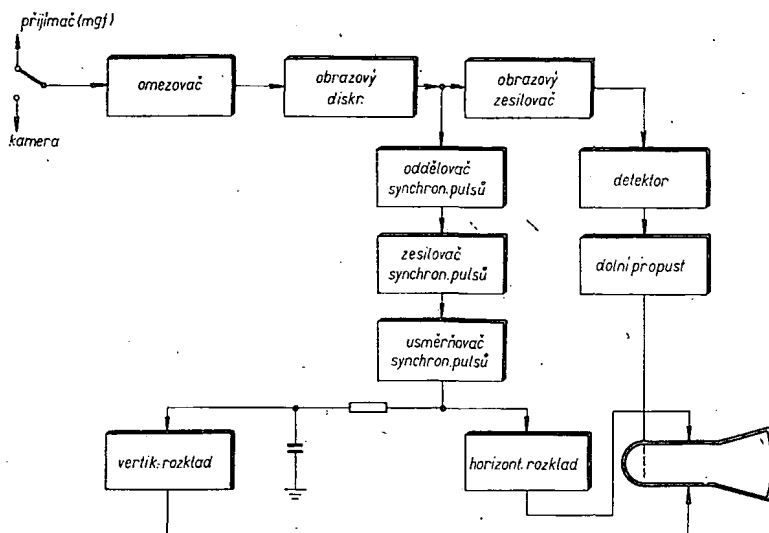 přijímač (mgf)
kamera
omezovač
obrazový
diskr.
obrazový
zesilovač
oddělovač
synchron. pulsů
detektor
zesilovač
synchron. pulsů
dolní propust
usměrňovač
synchron. pulsů
vertik. rozklad
horizont. rozklad